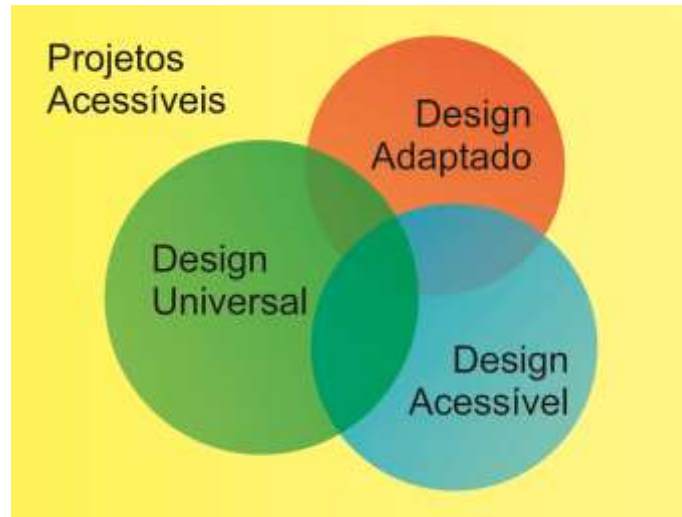 Projetos
Acessíveis
Design
Adaptado
Design
Universal
Design
Acessível